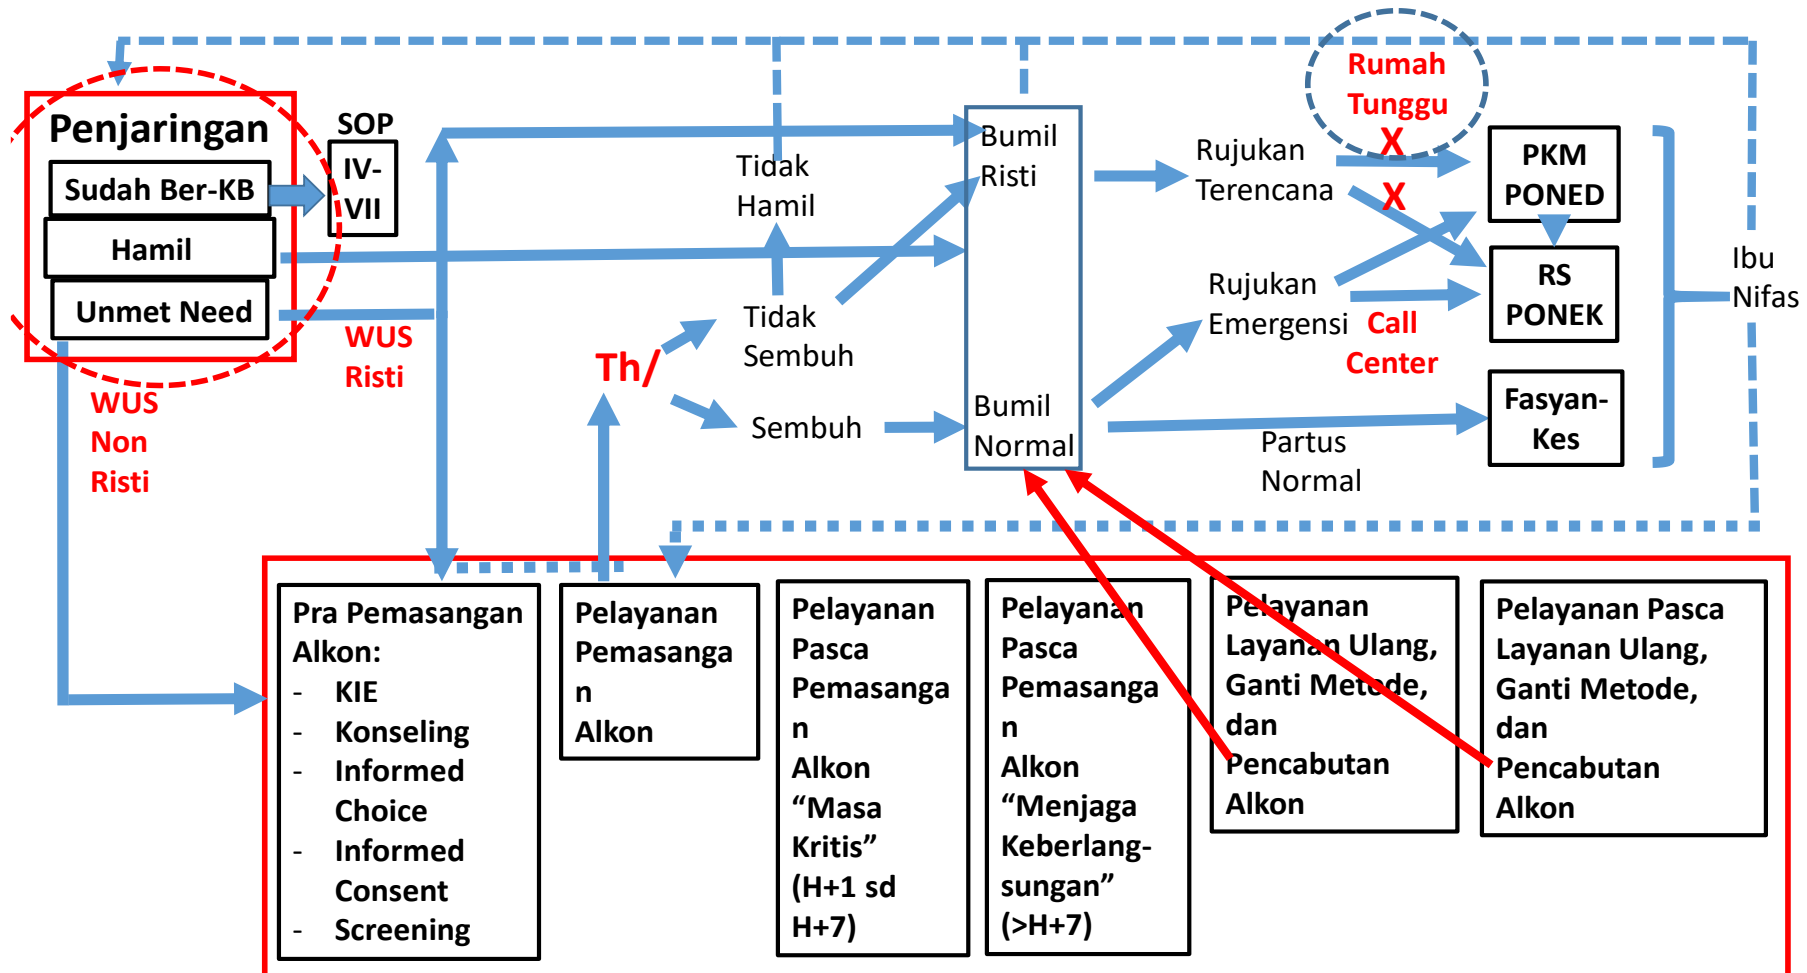 Penjaringan
Sudah Ber-KB
Hamil
Unmet Need
SOP
IV-
VII
WUS
Non
Risti
WUS
Risti
Tidak
Hamil
Th/
Tidak
Sembuh
Sembuh
Bumil
Risti
Bumil
Normal
Rujukan
Terencana
Rujukan
Emergensi
Partus
Normal
Rumah
Tunggu
X
X
Call
Center
PKM
PONED
RS
PONEK
Fasyan-
Kes
Ibu
Nifas
Pra Pemasangan
Alkon:
- KIE
- Konseling
- Informed
Choice
- Informed
Consent
- Screening
Pelayanan
Pemasanga
n
Alkon
Pelayanan
Pasca
Pemasanga
n
Alkon
“Masa
Kritis”
(H+1 sd
H+7)
Pelayanan
Pasca
Pemasanga
n
Alkon
“Menjaga
Keberlang-
sungan”
(>H+7)
Pelayanan
Layanan Ulang,
Ganti Metode,
dan
Pencabutan
Alkon
Pelayanan Pasca
Layanan Ulang,
Ganti Metode,
dan
Pencabutan
Alkon